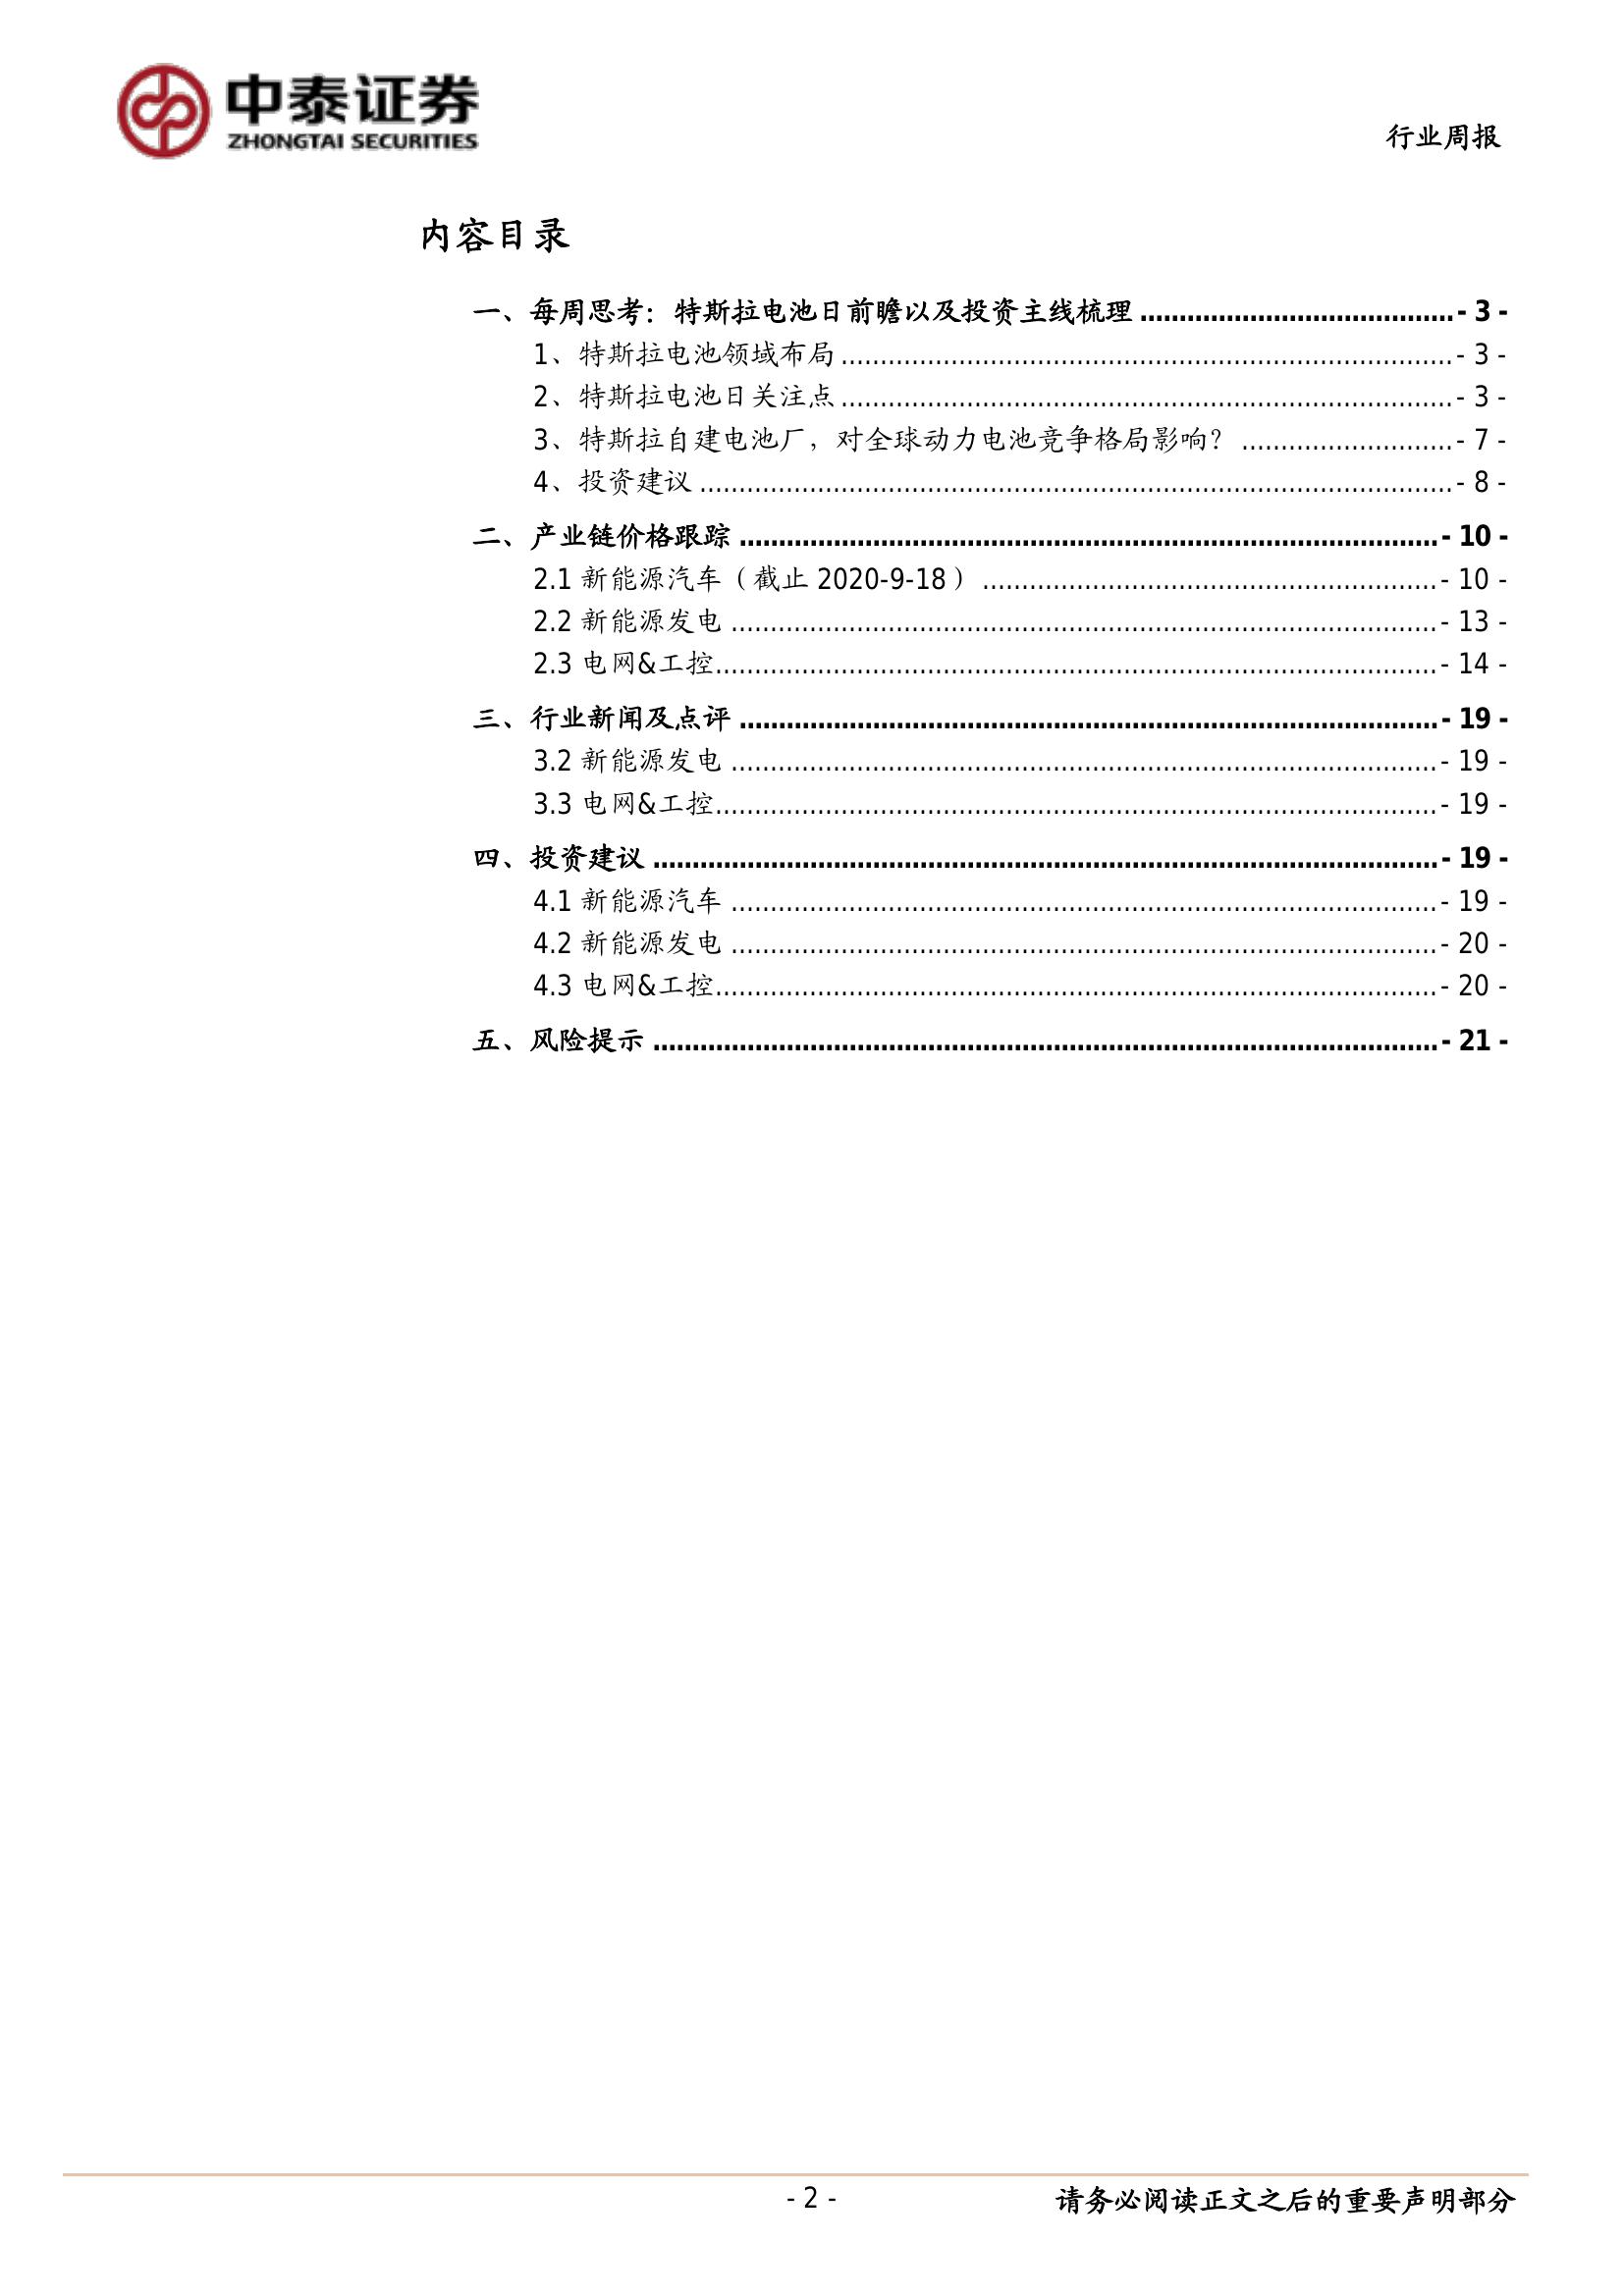 中泰证券
ZHONGTAI SECURITIES
行业周报
内容目录
一、每周思考：特斯拉电池日前瞻以及投资主线梳理 ........................................ - 3 -
1、特斯拉电池领域布局 .............................................................................. - 3 -
2、特斯拉电池日关注点 .............................................................................. - 3 -
3、特斯拉自建电池厂，对全球动力电池竞争格局影响？ ........................... - 7 -
4、投资建议 ................................................................................................ - 8 -
二、产业链价格跟踪 ......................................................................................... - 10 -
2.1 新能源汽车（截止 2020-9-18） .......................................................... - 10 -
2.2 新能源发电 .......................................................................................... - 13 -
2.3 电网&工控............................................................................................ - 14 -
三、行业新闻及点评 ......................................................................................... - 19 -
3.2 新能源发电 .......................................................................................... - 19 -
3.3 电网&工控............................................................................................ - 19 -
四、投资建议 .................................................................................................... - 19 -
4.1 新能源汽车 .......................................................................................... - 19 -
4.2 新能源发电 .......................................................................................... - 20 -
4.3 电网&工控............................................................................................ - 20 -
五、风险提示 .................................................................................................... - 21 -
- 2 -
请务必阅读正文之后的重要声明部分